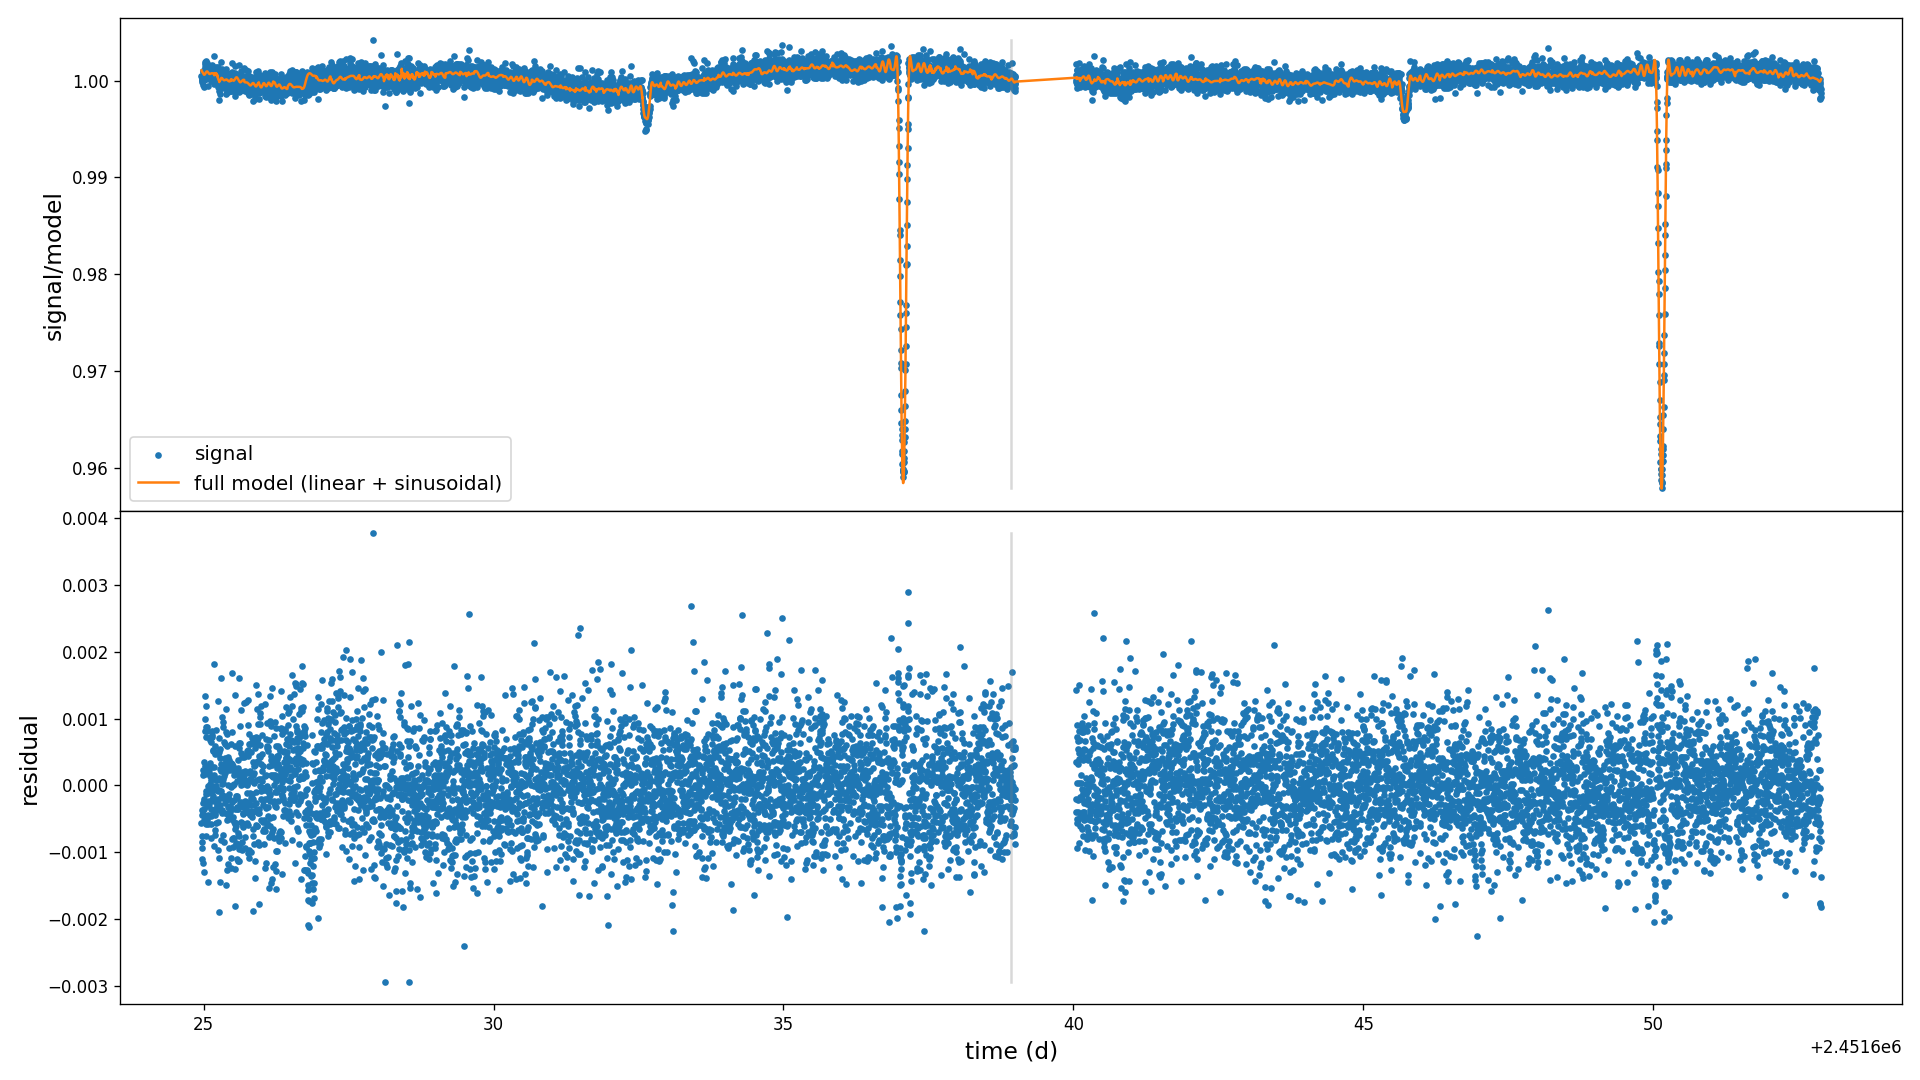 signal/model
1.00
0.99
0.98
0.97
0.96
signal
full model (linear + sinusoidal)
residual
0.004
0.003
0.002
0.001
0.000
−0.001
−0.002
−0.003
25 30 35 40 45 50
time (d)
+2.4516e6